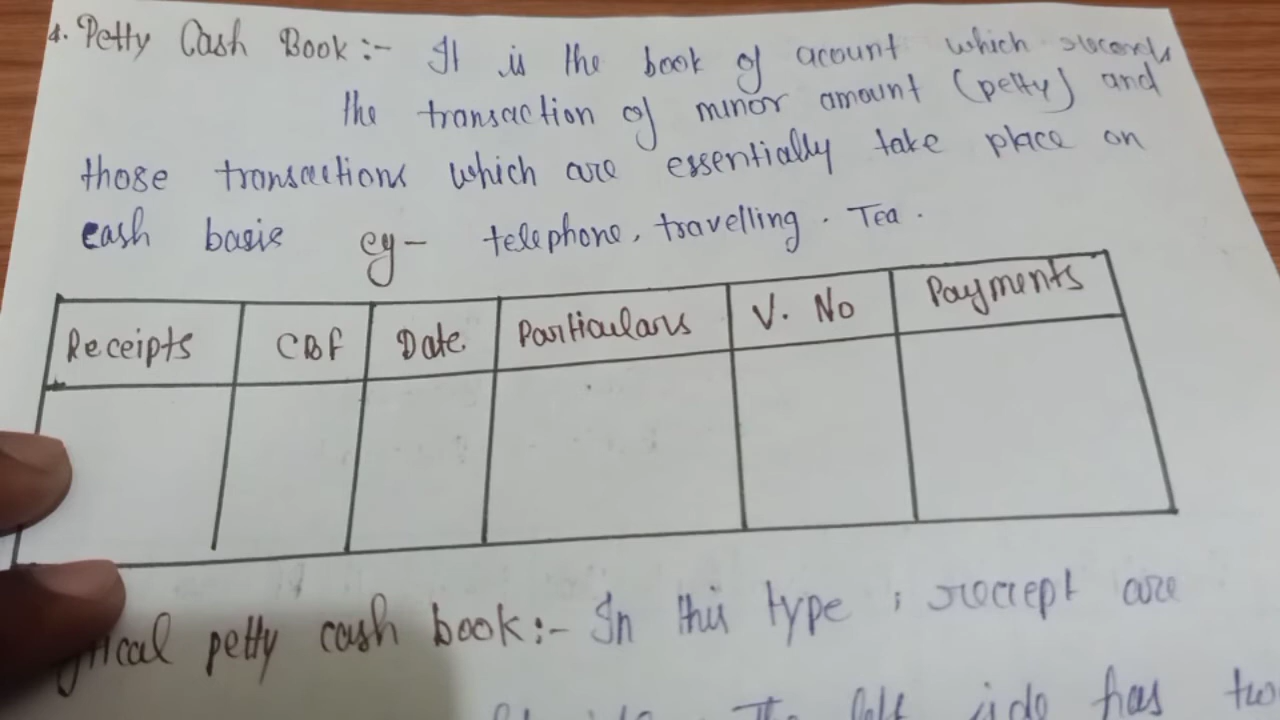 4. Petty Cash Book :- It is the book of acount which records
the transaction of minor amount (petty) and
those transactions which are essentially take place on
cash basis eg- telephone, travelling. Tea.
Receipts CBF Date Particulars V. No Payments
petty cash book :- In this type, reciept are
The left side has